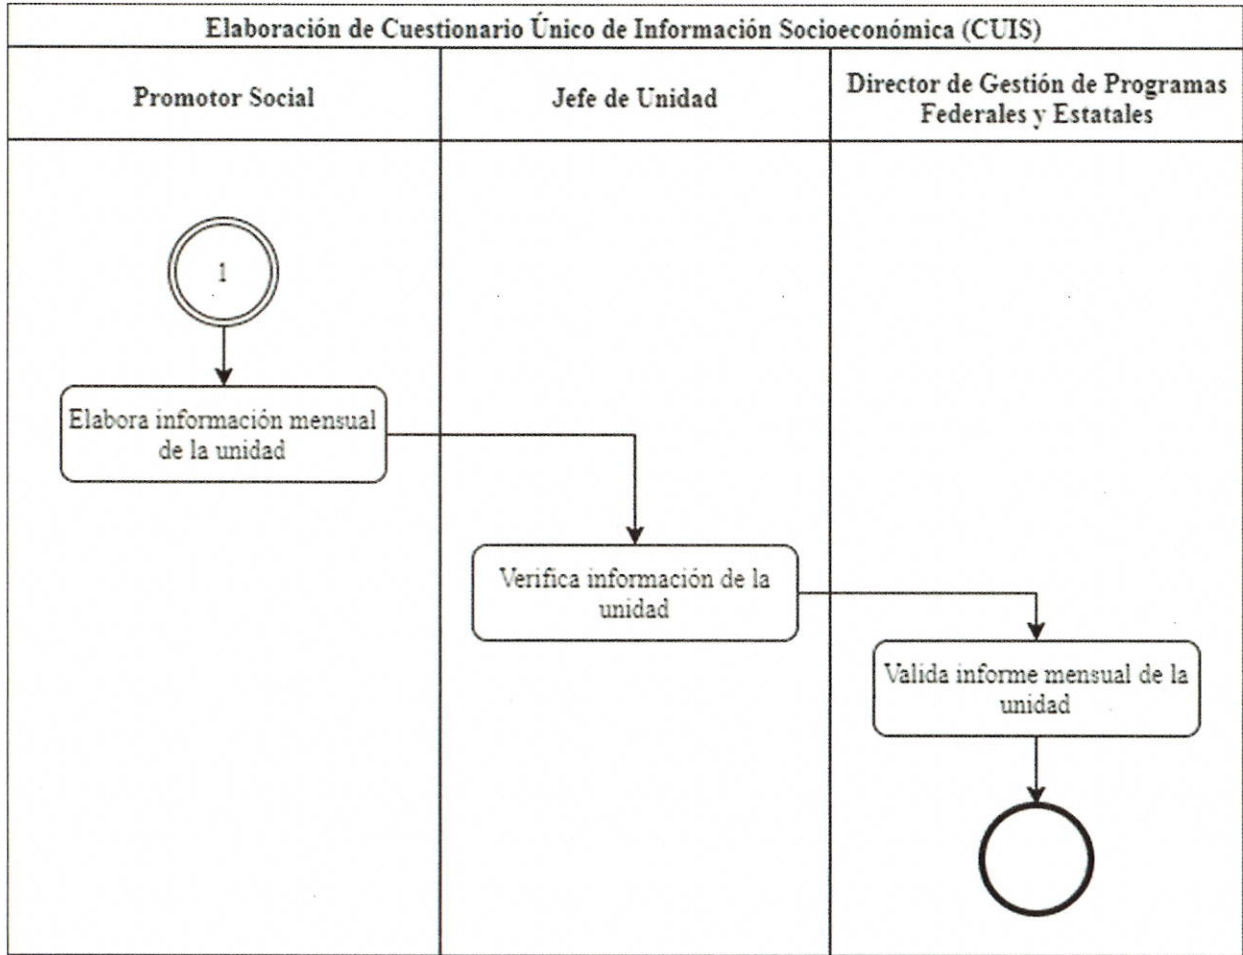 Elaboración de Cuestionario Único de Información Socioeconómica (CUIS)
Promotor Social
Jefe de Unidad
Director de Gestión de Programas
Federales y Estatales
1
Elabora información mensual
de la unidad
Verifica información de la
unidad
Valida informe mensual de la
unidad